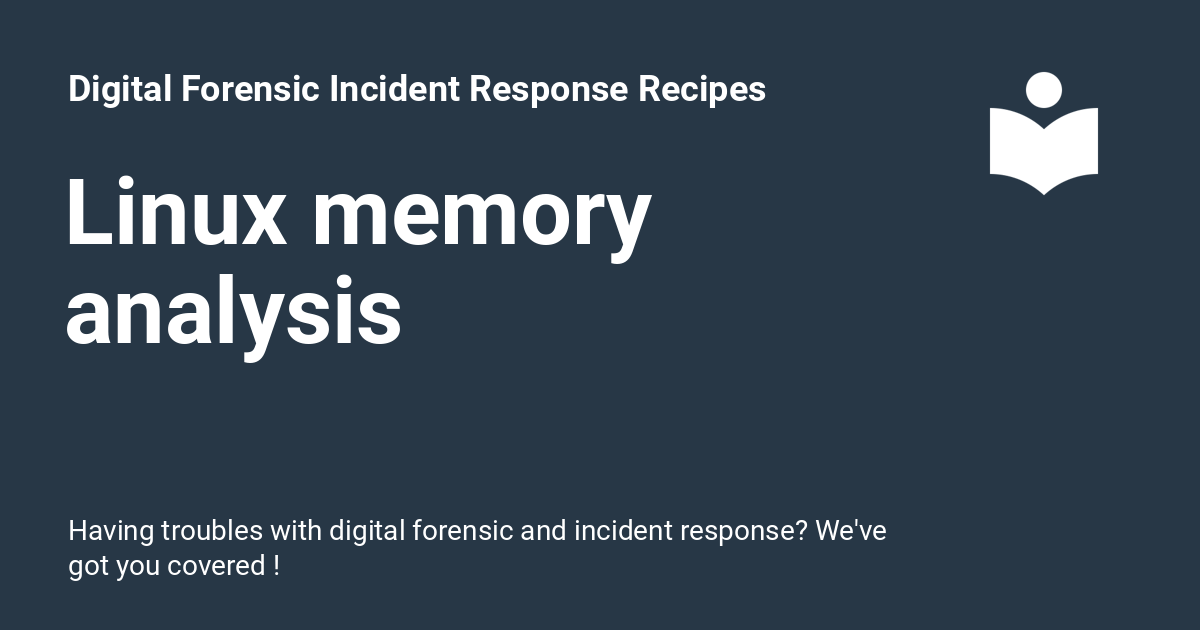 Digital Forensic Incident Response Recipes
Linux memory
analysis
Having troubles with digital forensic and incident response? We've
got you covered !